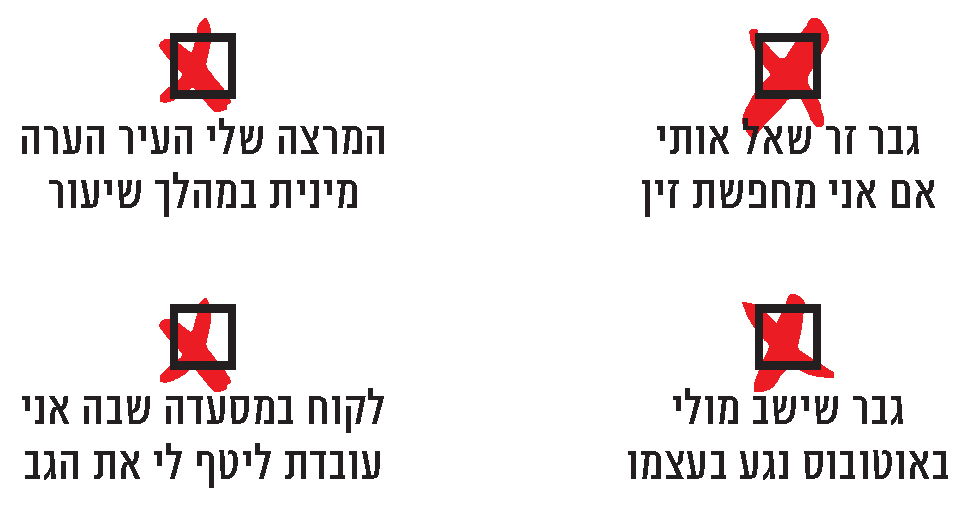 גבר זר שאל אותי
אם אני מחפשת זין
המרצה שלי העיר הערה
מינית במהלך שיעור
גבר שישב מולי
באוטובוס נגע בעצמו
לקוח במסעדה שבה אני
עובדת ליטף לי את הגב